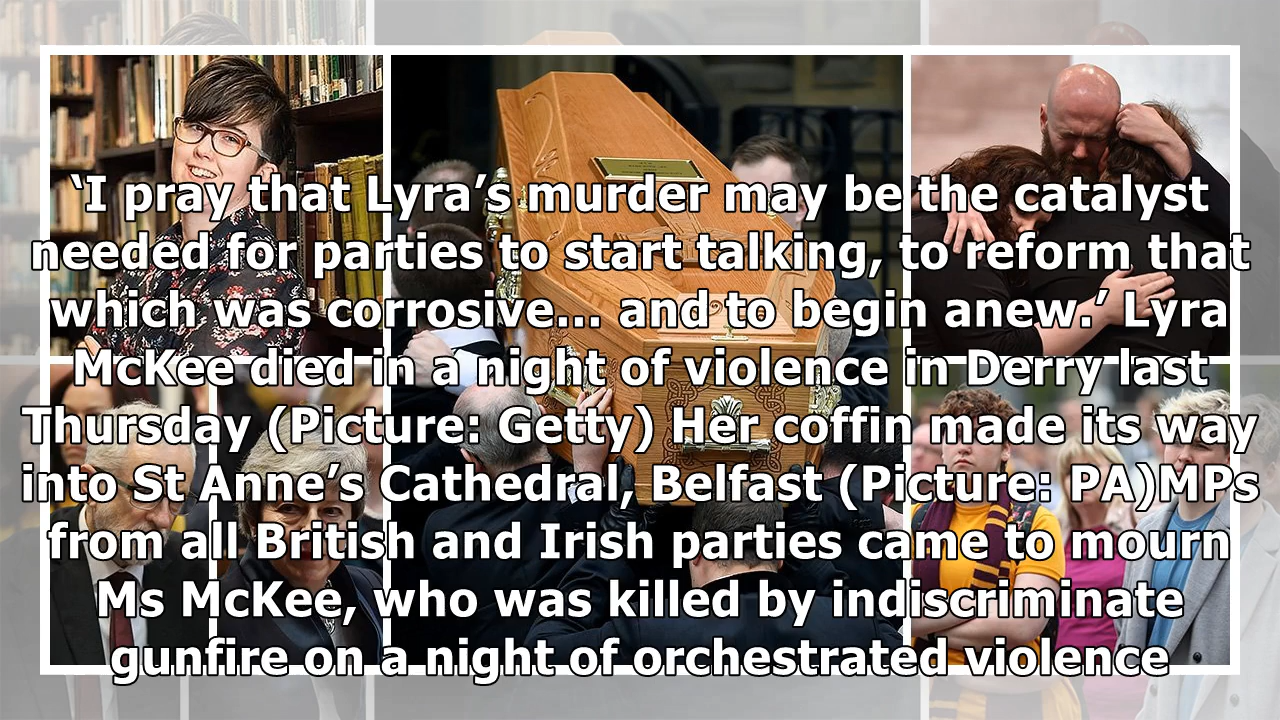 ‘I pray that Lyra’s murder may be the catalyst
needed for parties to start talking, to reform that
which was corrosive… and to begin anew.’ Lyra
McKee died in a night of violence in Derry last
Thursday (Picture: Getty) Her coffin made its way
into St Anne’s Cathedral, Belfast (Picture: PA)MPs
from all British and Irish parties came to mourn
Ms McKee, who was killed by indiscriminate
gunfire on a night of orchestrated violence